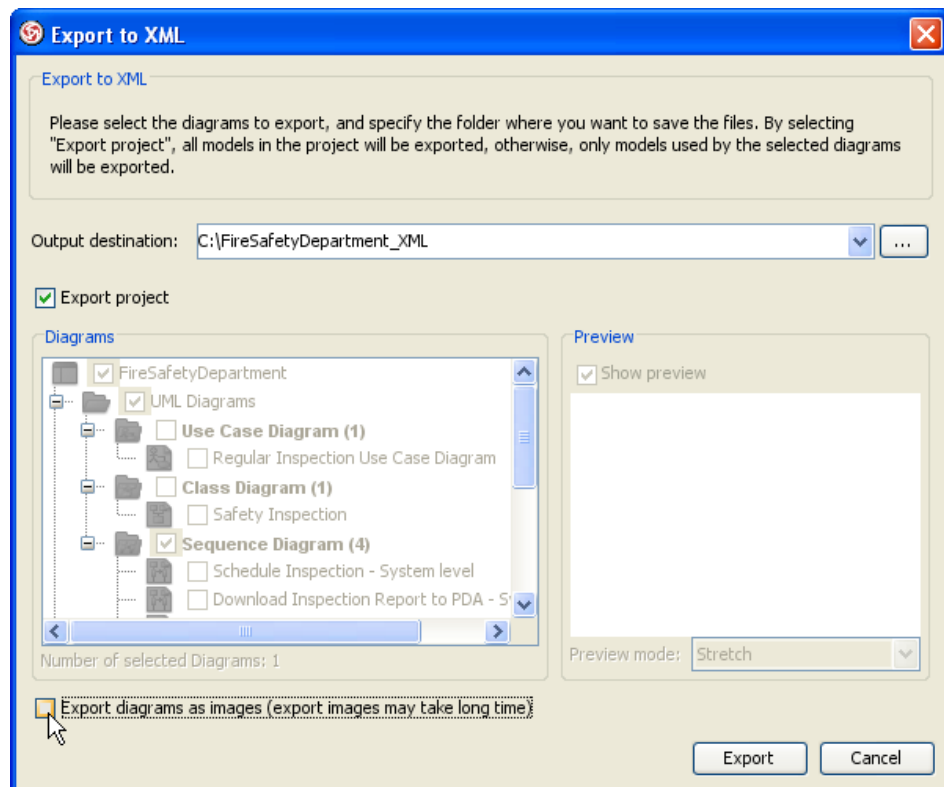 Export to XML
Export to XML
Please select the diagrams to export, and specify the folder where you want to save the files. By selecting
"Export project", all models in the project will be exported, otherwise, only models used by the selected diagrams
will be exported.
Output destination: C:\FireSafetyDepartment_XML ...
Export project
Diagrams
FireSafetyDepartment
UML Diagrams
Use Case Diagram (1)
Regular Inspection Use Case Diagram
Class Diagram (1)
Safety Inspection
Sequence Diagram (4)
Schedule Inspection - System level
Download Inspection Report to PDA - S
Number of selected Diagrams: 1
Preview
Show preview
Preview mode: Stretch
Export diagrams as images (export images may take long time)
Export Cancel